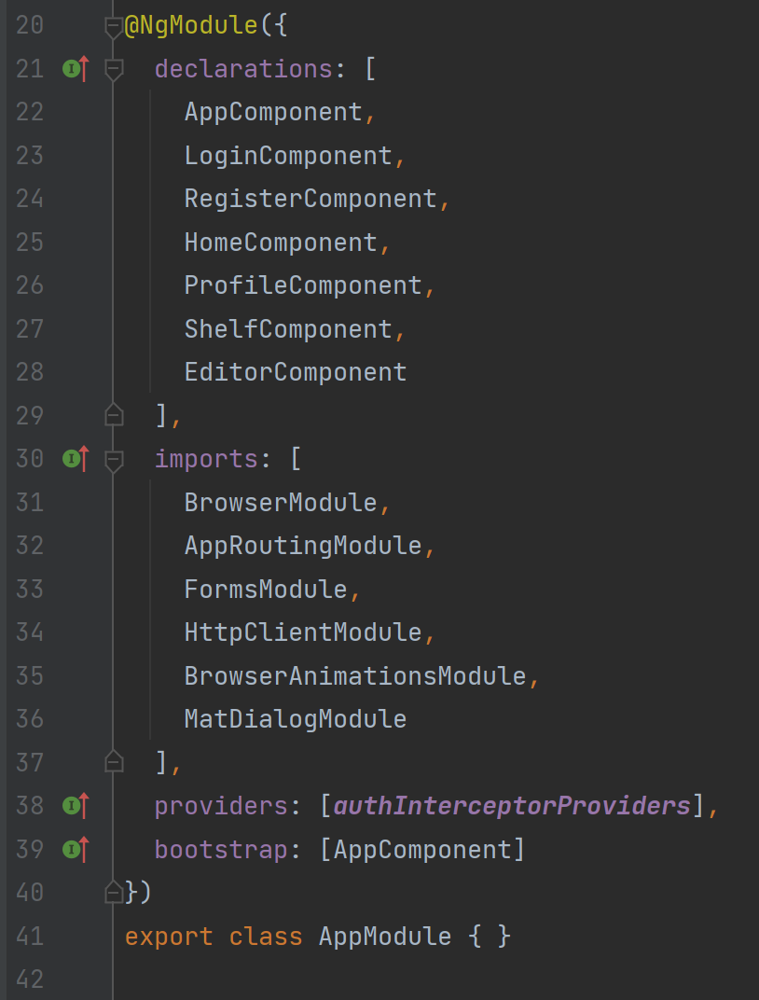 20 @NgModule({
21 declarations: [
22 AppComponent,
23 LoginComponent,
24 RegisterComponent,
25 HomeComponent,
26 ProfileComponent,
27 ShelfComponent,
28 EditorComponent
29 ],
30 imports: [
31 BrowserModule,
32 AppRoutingModule,
33 FormsModule,
34 HttpClientModule,
35 BrowserAnimationsModule,
36 MatDialogModule
37 ],
38 providers: [authInterceptorProviders],
39 bootstrap: [AppComponent]
40 })
41 export class AppModule { }
42